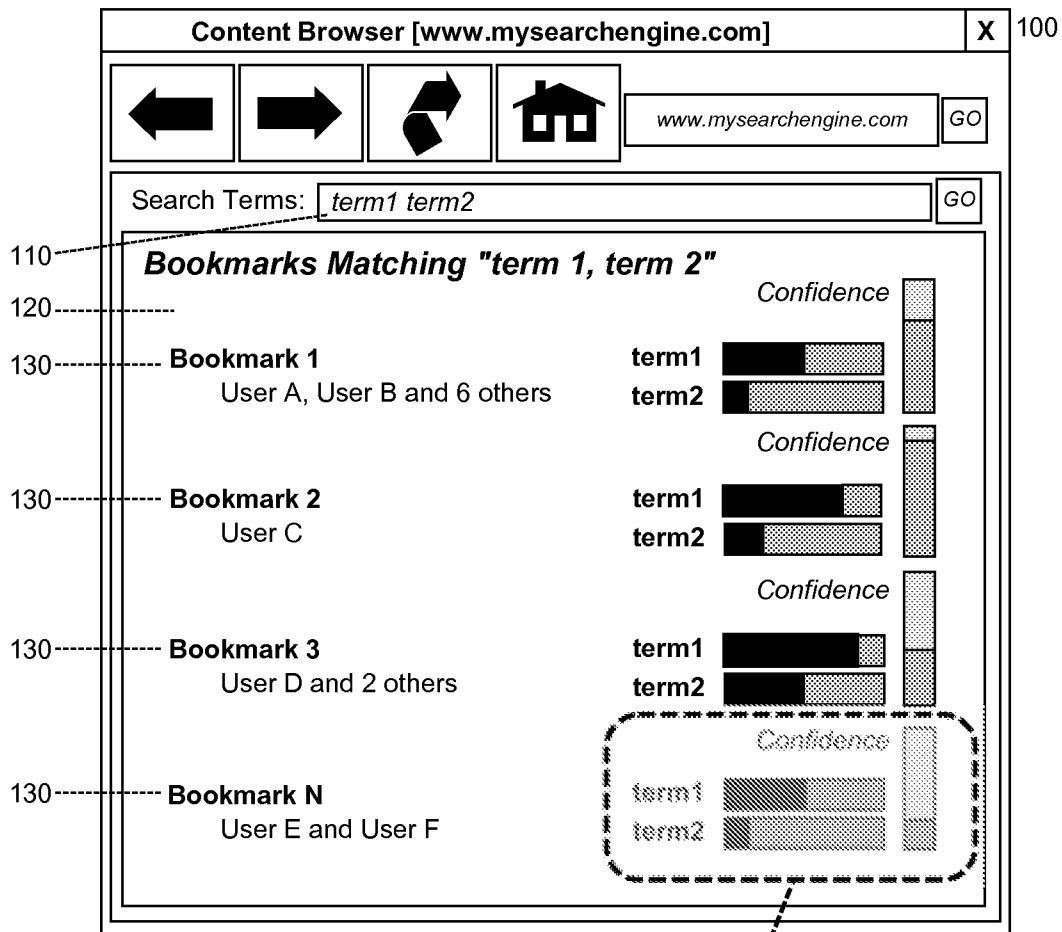 Content Browser [www.mysearchengine.com] X 100
www.mysearchengine.com GO
Search Terms: term1 term2 GO
110
Bookmarks Matching "term 1, term 2"
Confidence
120
130 Bookmark 1 term1
User A, User B and 6 others term2
Confidence
130 Bookmark 2 term1
User C term2
Confidence
130 Bookmark 3 term1
User D and 2 others term2
Confidence
130 Bookmark N term1
User E and User F term2